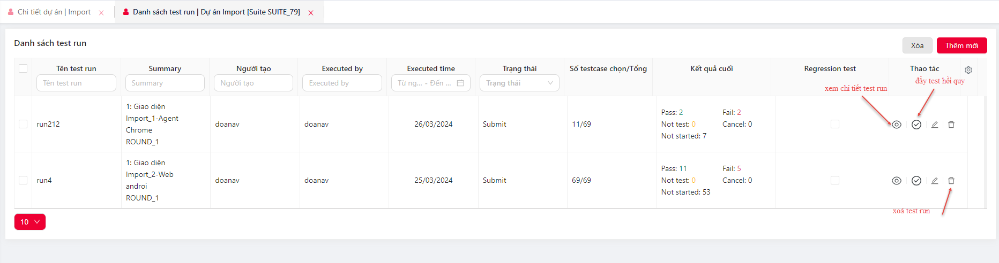 Chi tiết dự án | Import
Danh sách test run | Dự án Import [Suite SUITE_79]
Danh sách test run
Xóa
Thêm mới
Tên test run
Summary
Người tạo
Executed by
Executed time
Trạng thái
Số testcase chọn/Tổng
Kết quả cuối
Regression test
Thao tác
Tên test run
Summary
Người tạo
Executed by
Từ ng... - Đến ...
Trạng thái
đẩy test hồi quy
xem chi tiết test run
run212
1: Giao diện
Import_1-Agent
Chrome
ROUND_1
doanav
doanav
26/03/2024
Submit
11/69
Pass: 2
Fail: 2
Not test: 0
Cancel: 0
Not started: 7
run4
1: Giao diện
Import_2-Web
androi
ROUND_1
doanav
doanav
25/03/2024
Submit
69/69
Pass: 11
Fail: 5
Not test: 0
Cancel: 0
Not started: 53
xoá test run
10